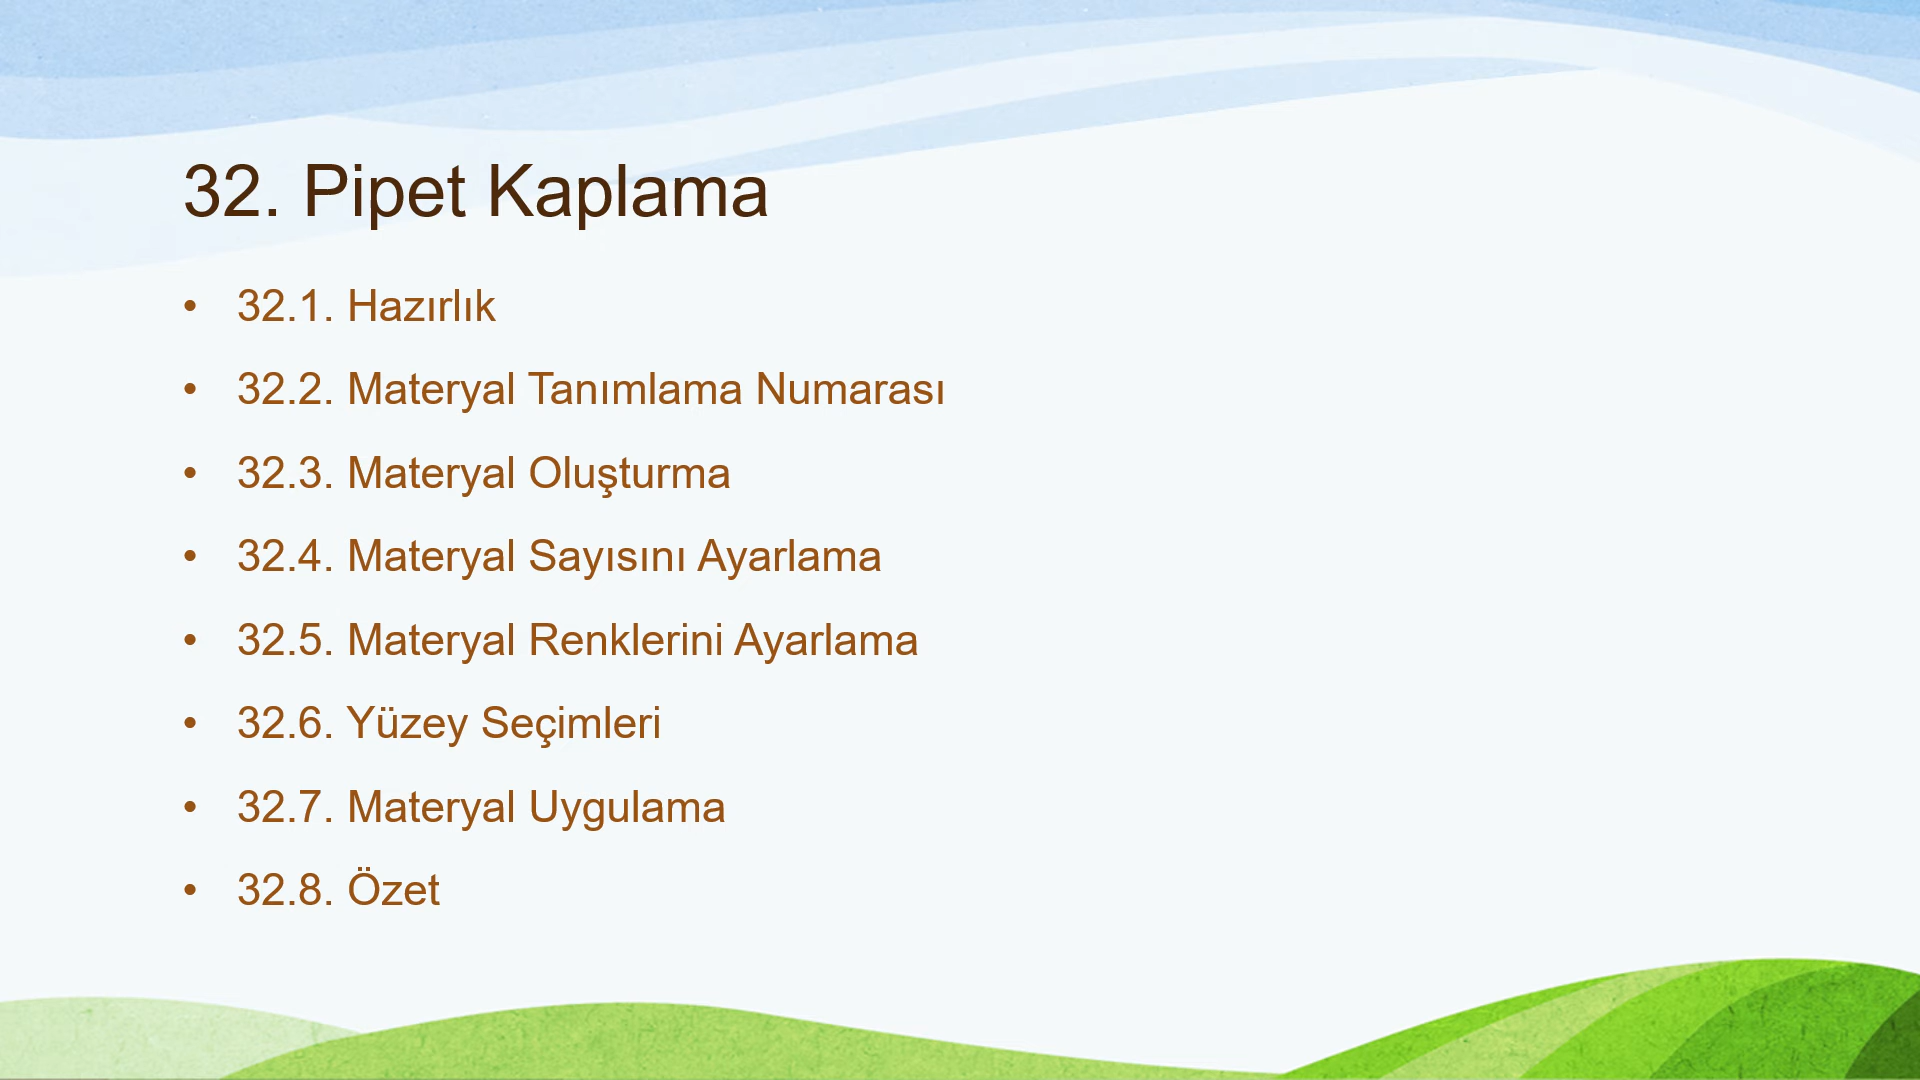 32. Pipet Kaplama
• 32.1. Hazırlık
• 32.2. Materyal Tanımlama Numarası
• 32.3. Materyal Oluşturma
• 32.4. Materyal Sayısını Ayarlama
• 32.5. Materyal Renklerini Ayarlama
• 32.6. Yüzey Seçimleri
• 32.7. Materyal Uygulama
• 32.8. Özet